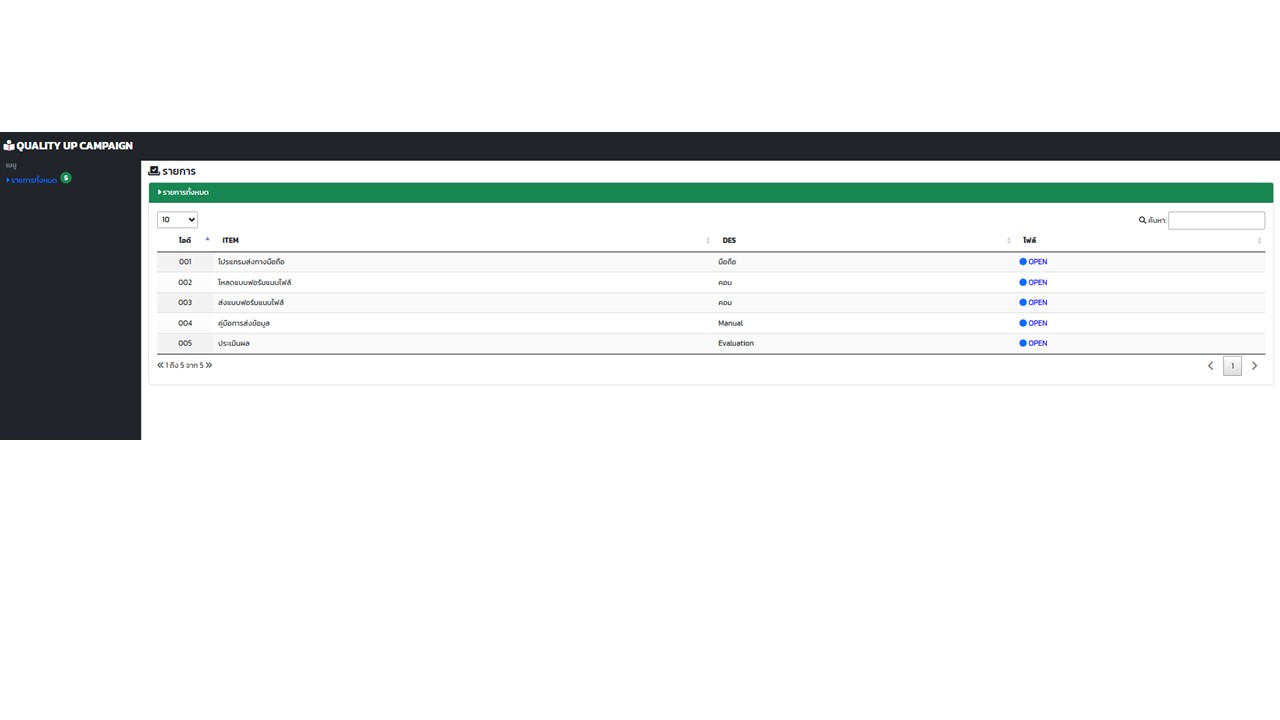 QUALITY UP CAMPAIGN
เมนู
รายการทั้งหมด 5
รายการ
รายการทั้งหมด
10 ค้นหา:
ไอดี ITEM DES ไฟล์
001 โปรแกรมส่งทางมือถือ มือถือ OPEN
002 โหลดแบบฟอร์มแนบไฟล์ คอม OPEN
003 ส่งแบบฟอร์มแนบไฟล์ คอม OPEN
004 คู่มือการส่งข้อมูล Manual OPEN
005 ประเมินผล Evaluation OPEN
1 ถึง 5 จาก 5 1